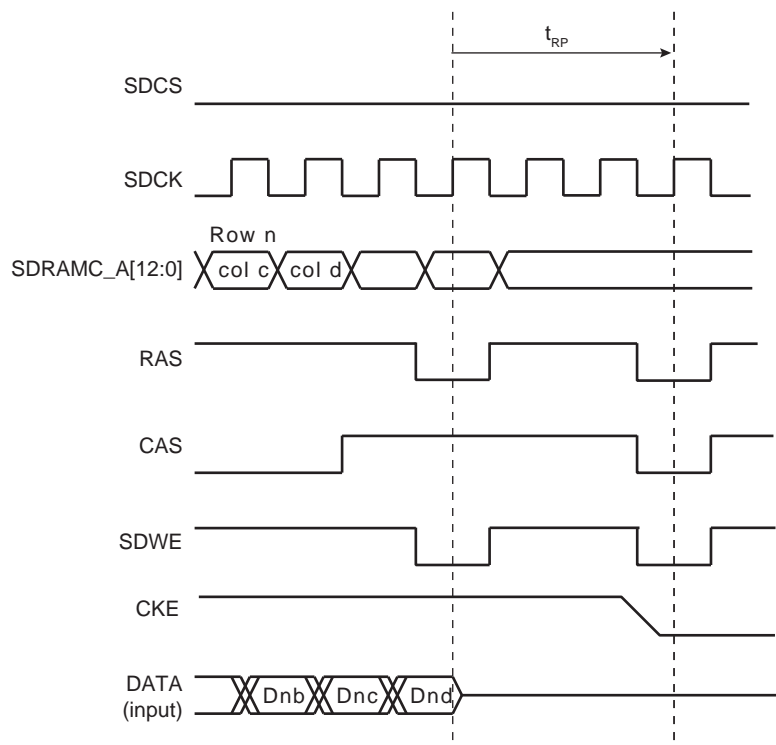 tRP
SDCS
SDCK
Row n
SDRAMC_A[12:0]
col c col d
RAS
CAS
SDWE
CKE
DATA
(input)
Dnb Dnc Dnd